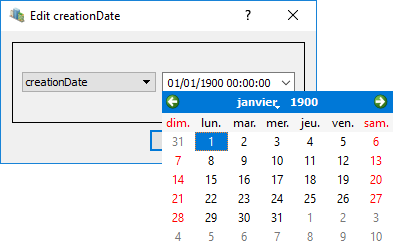 Edit creationDate ? ×
creationDate 01/01/1900 00:00:00
janvier 1900
dim. lun. mar. mer. jeu. ven. sam.
31 1 2 3 4 5 6
7 8 9 10 11 12 13
14 15 16 17 18 19 20
21 22 23 24 25 26 27
28 29 30 31 1 2 3
4 5 6 7 8 9 10